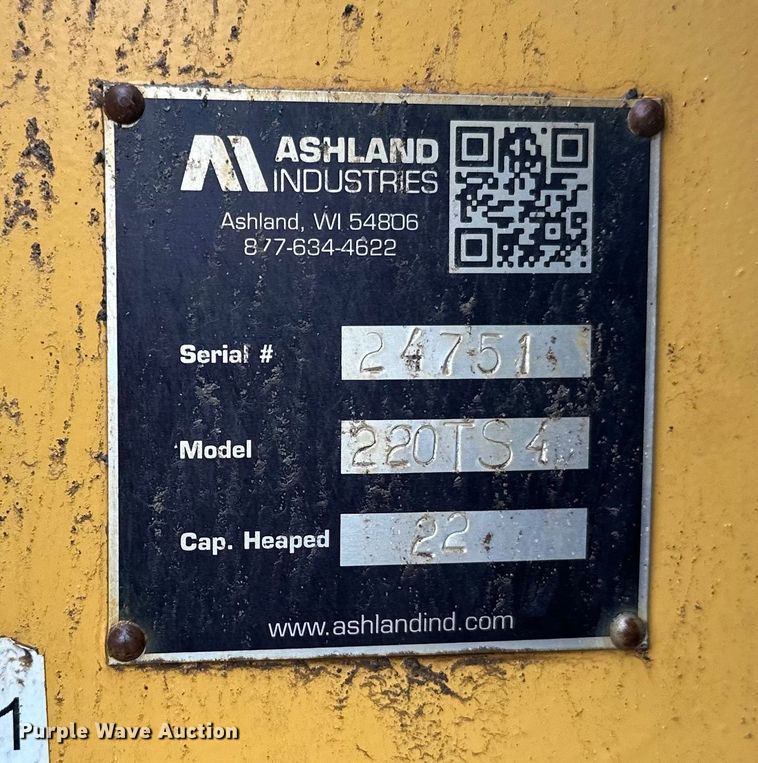 ASHLAND
INDUSTRIES
Ashland, WI 54806
877-634-4622
Serial # 24751
Model 220TS4
Cap. Heaped 22
www.ashlandind.com
1
Purple Wave Auction